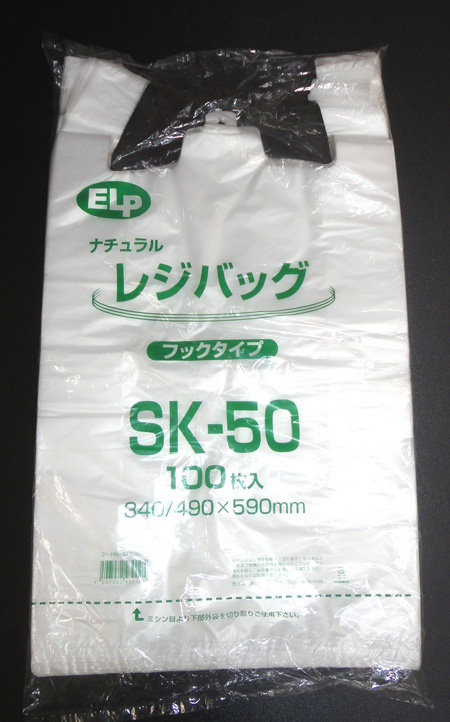 ELP
ナチュラル
レジバッグ
フックタイプ
SK-50
100枚入
340/490×590mm
ミシン目より下部外袋を切り取りご使用下さい。